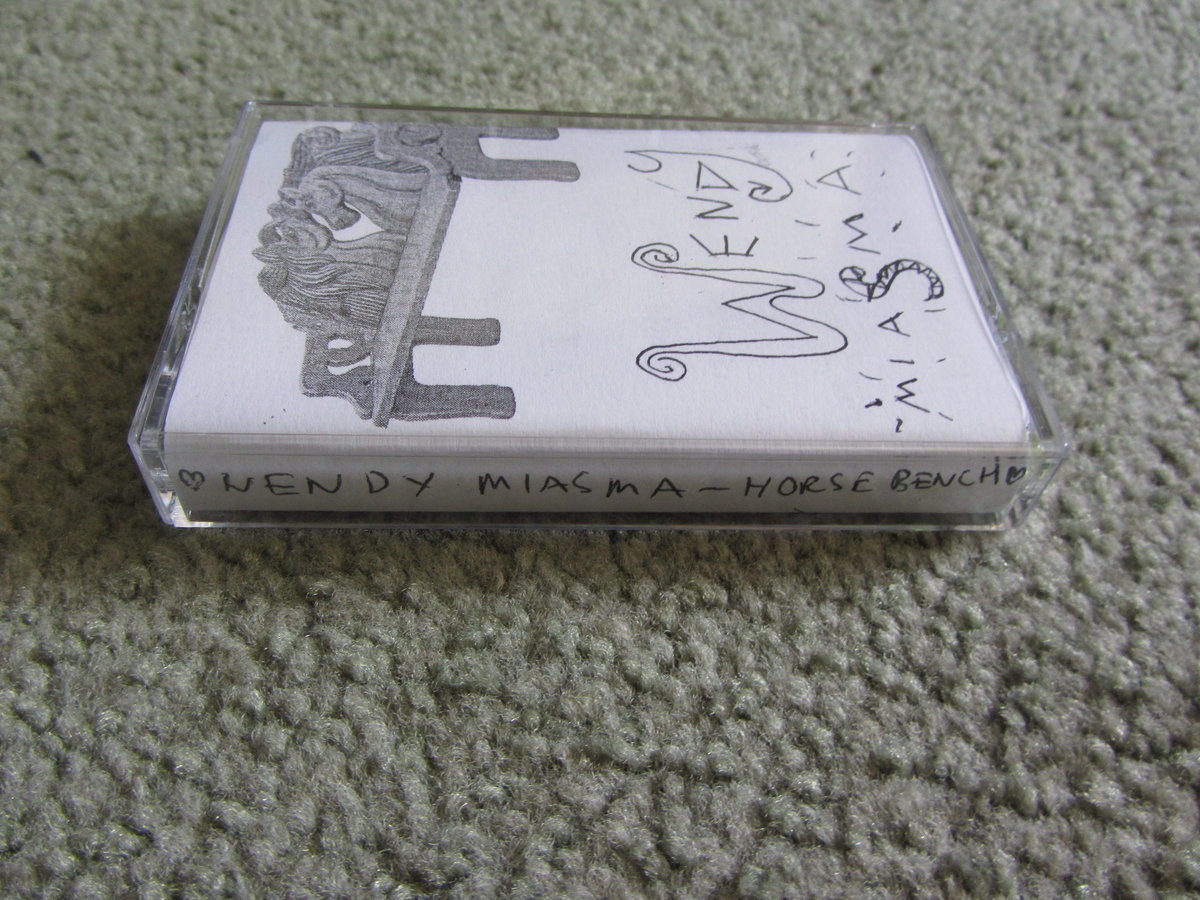 WENDY
MIASMA
♡ WENDY MIASMA - HORSE BENCH ♡